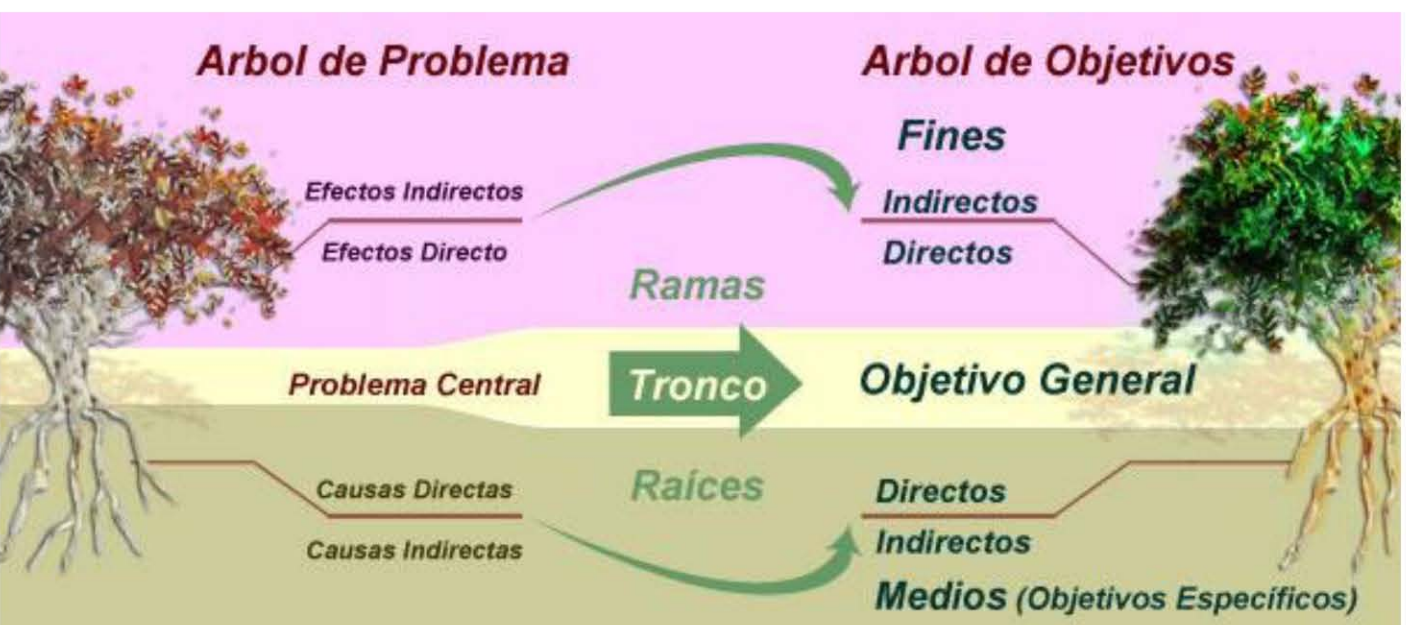 Arbol de Problema
Arbol de Objetivos
Fines
Efectos Indirectos
Indirectos
Efectos Directo
Directos
Ramas
Problema Central
Tronco
Objetivo General
Raíces
Causas Directas
Directos
Causas Indirectas
Indirectos
Medios (Objetivos Específicos)